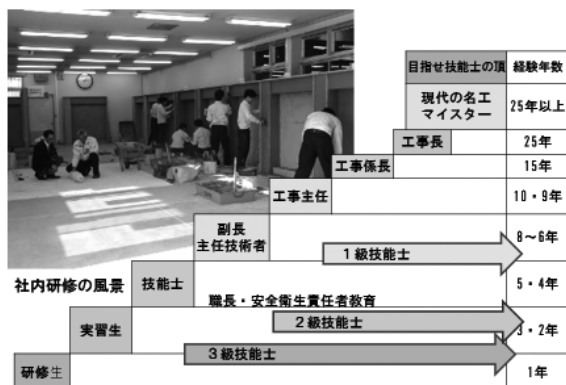 目指せ技能士の頂 経験年数
現代の名工
マイスター
25年以上
工事長 25年
工事係長 15年
工事主任 10・9年
副長
主任技術者
8～6年
1級技能士
社内研修の風景
技能士 5・4年
職長・安全衛生責任者教育
2級技能士
実習生 3・2年
3級技能士
研修生 1年